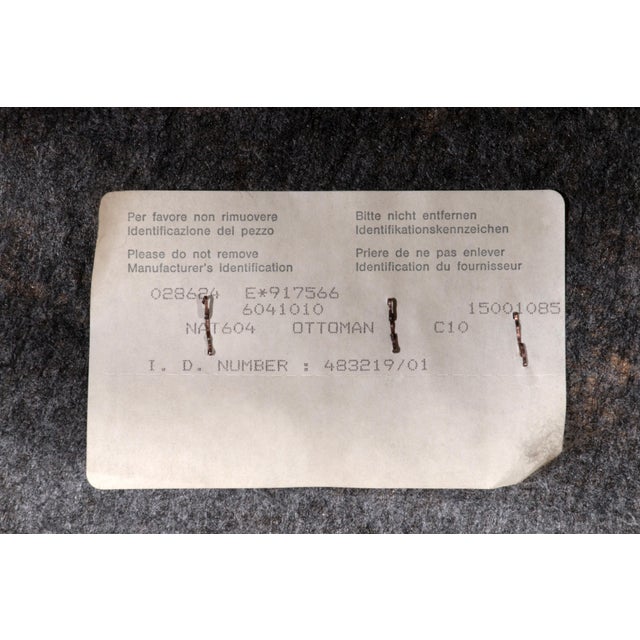 Per favore non rimuovere
Identificazione del pezzo
Bitte nicht entfernen
Identifikationskennzeichen
Please do not remove
Manufacturer's identification
Priere de ne pas enlever
Identification du fournisseur
028624 E*917566
6041010 15001085
NAT604 OTTOMAN C10
I. D. NUMBER : 483219/01